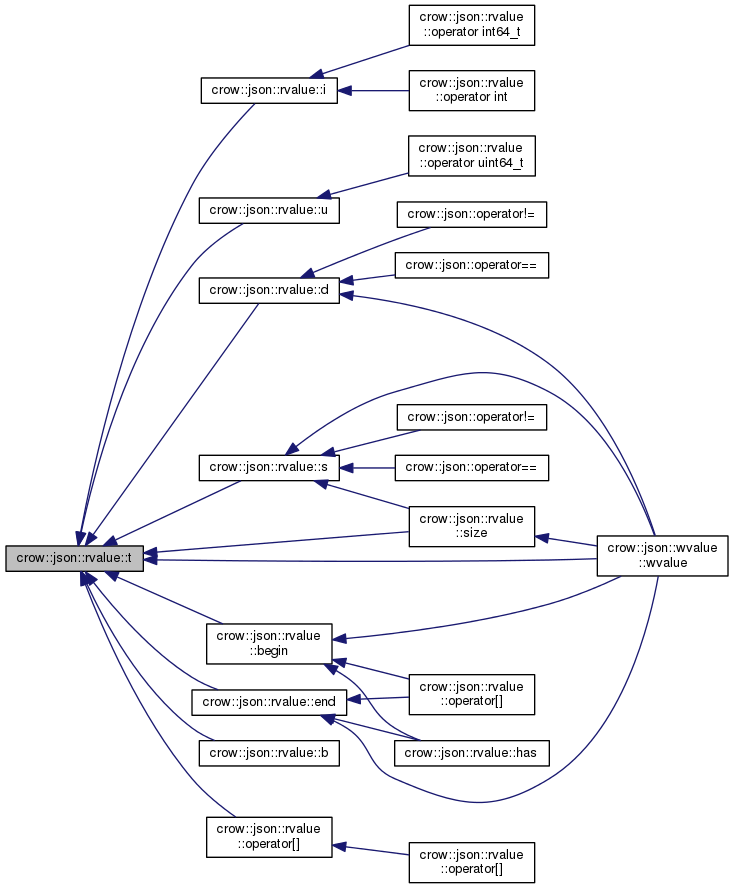 crow::json::rvalue
::operator int64_t
crow::json::rvalue::i
crow::json::rvalue
::operator int
crow::json::rvalue
::operator uint64_t
crow::json::rvalue::u
crow::json::operator!=
crow::json::operator==
crow::json::rvalue::d
crow::json::operator!=
crow::json::rvalue::s
crow::json::operator==
crow::json::rvalue
::size
crow::json::rvalue::t
crow::json::wvalue
::wvalue
crow::json::rvalue
::begin
crow::json::rvalue
::operator[]
crow::json::rvalue::end
crow::json::rvalue::b
crow::json::rvalue::has
crow::json::rvalue
::operator[]
crow::json::rvalue
::operator[]